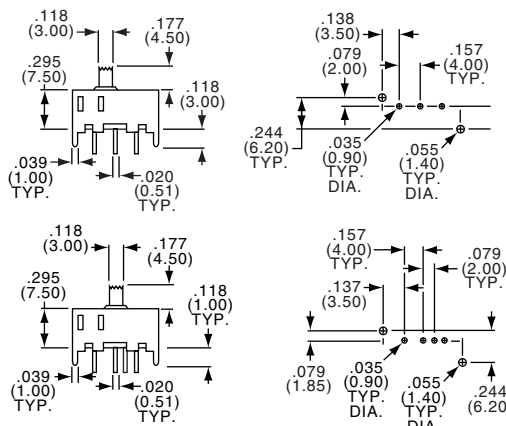 .118
(3.00)
.177
(4.50)
.295
(7.50)
.118
(3.00)
.039
(1.00)
TYP.
.020
(0.51)
TYP.
.138
(3.50)
.079
(2.00)
.157
(4.00)
TYP.
.244
(6.20)
TYP.
.035
(0.90)
TYP.
DIA.
.055
(1.40)
TYP.
DIA.
.118
(3.00)
.177
(4.50)
.295
(7.50)
.118
(1.00)
TYP.
.039
(1.00)
TYP.
.020
(0.51)
TYP.
.157
(4.00)
TYP.
.079
(2.00)
TYP.
.137
(3.50)
.079
(1.85)
.035
(0.90)
TYP.
DIA.
.055
(1.40)
TYP.
DIA.
.244
(6.20